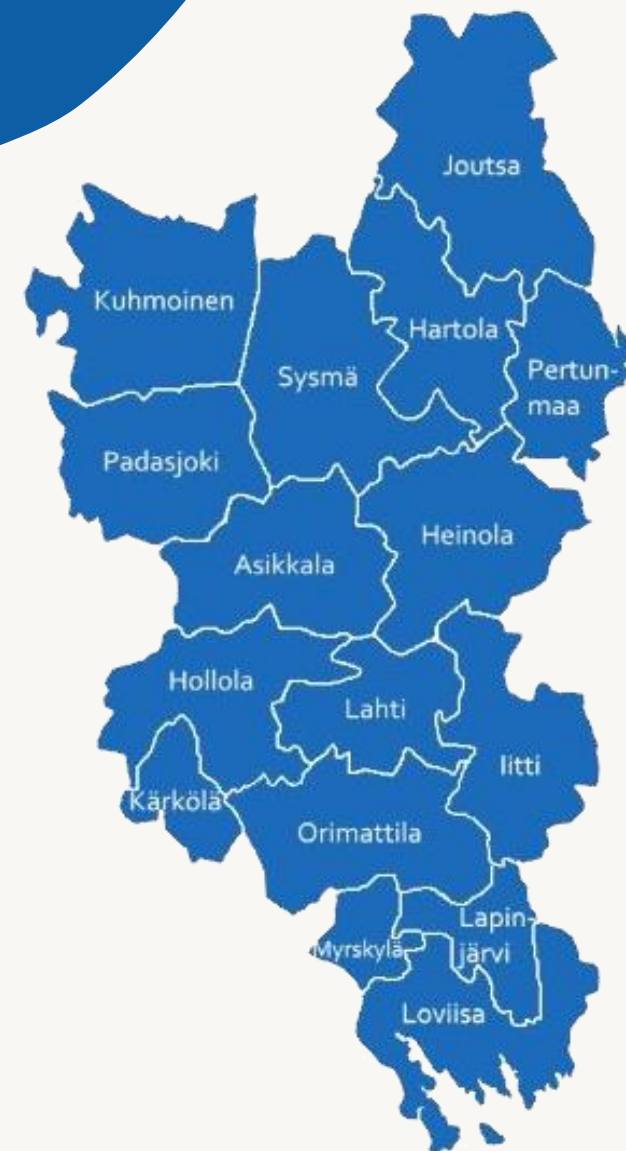 Joutsa
Kuhmoinen
Hartola
Sysmä
Pertun-
maa
Padasjoki
Heinola
Asikkala
Hollola
Lahti
Iitti
Kärkölä
Orimattila
Lapin-
järvi
Myrskylä
Loviisa